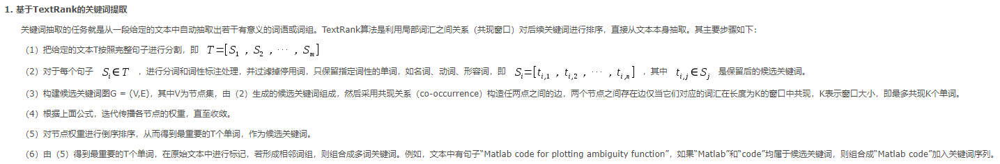 1. 基于TextRank的关键词提取
关键词抽取的任务就是从一段给定的文本中自动抽取出若干有意义的词语或词组。TextRank算法是利用局部词汇之间关系（共现窗口）对后续关键词进行排序，直接从文本本身抽取。其主要步骤如下：
（1）把给定的文本T按照完整句子进行分割，即 T=[S₁ , S₂ , ⋯ , Sₘ]
（2）对于每个句子 Sᵢ∈T ，进行分词和词性标注处理，并过滤掉停用词，只保留指定词性的单词，如名词、动词、形容词，即 Sᵢ=[t_{i,1} , t_{i,2} , ⋯ , t_{i,n}] ，其中 t_{i,j}∈S_j 是保留后的候选关键词。
（3）构建候选关键词图G = (V,E)，其中V为节点集，由（2）生成的候选关键词组成，然后采用共现关系（co-occurrence）构造任两点之间的边，两个节点之间存在边仅当它们对应的词汇在长度为K的窗口中共现，K表示窗口大小，即最多共现K个单词。
（4）根据上面公式，迭代传播各节点的权重，直至收敛。
（5）对节点权重进行倒序排序，从而得到最重要的T个单词，作为候选关键词。
（6）由（5）得到最重要的T个单词，在原始文本中进行标记，若形成相邻词组，则组合成多词关键词。例如，文本中有句子“Matlab code for plotting ambiguity function”，如果“Matlab”和“code”均属于候选关键词，则组合成“Matlab code”加入关键词序列。